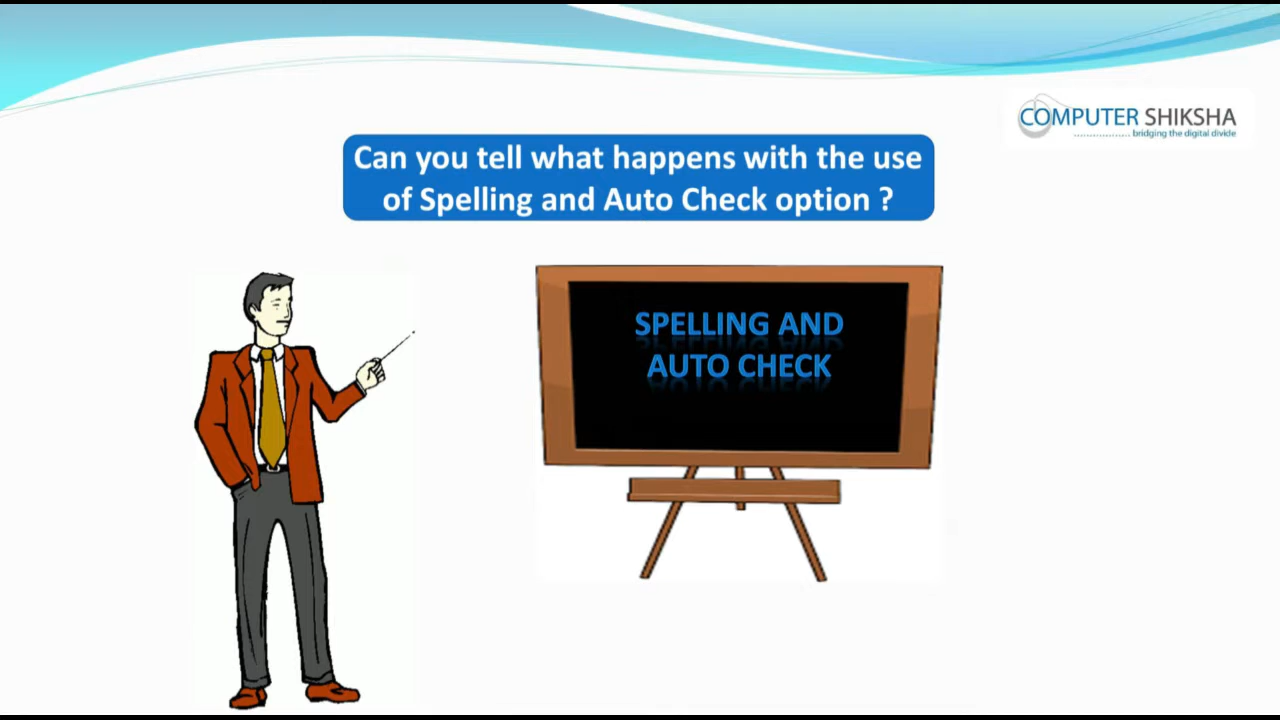 COMPUTER SHIKSHA
bridging the digital divide
Can you tell what happens with the use
of Spelling and Auto Check option ?
SPELLING AND
AUTO CHECK